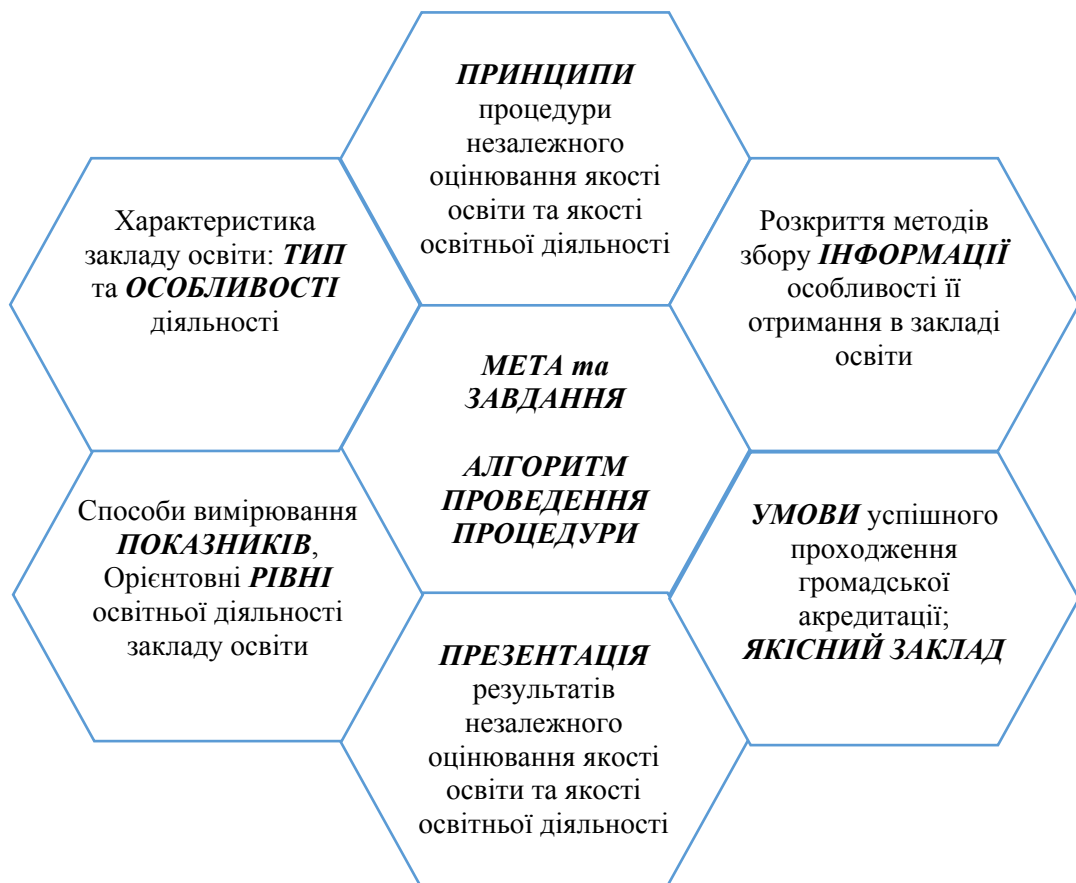 ПРИНЦИПИ
процедури
незалежного
оцінювання якості
освіти та якості
освітньої діяльності
Характеристика
закладу освіти: ТИП
та ОСОБЛИВОСТІ
діяльності
Розкриття методів
збору ІНФОРМАЦІЇ
особливості її
отримання в закладі
освіти
МЕТА та
ЗАВДАННЯ
АЛГОРИТМ
ПРОВЕДЕННЯ
ПРОЦЕДУРИ
Способи вимірювання
ПОКАЗНИКІВ,
Орієнтовні РІВНІ
освітньої діяльності
закладу освіти
УМОВИ успішного
проходження
громадської
акредитації;
ЯКІСНИЙ ЗАКЛАД
ПРЕЗЕНТАЦІЯ
результатів
незалежного
оцінювання якості
освіти та якості
освітньої діяльності